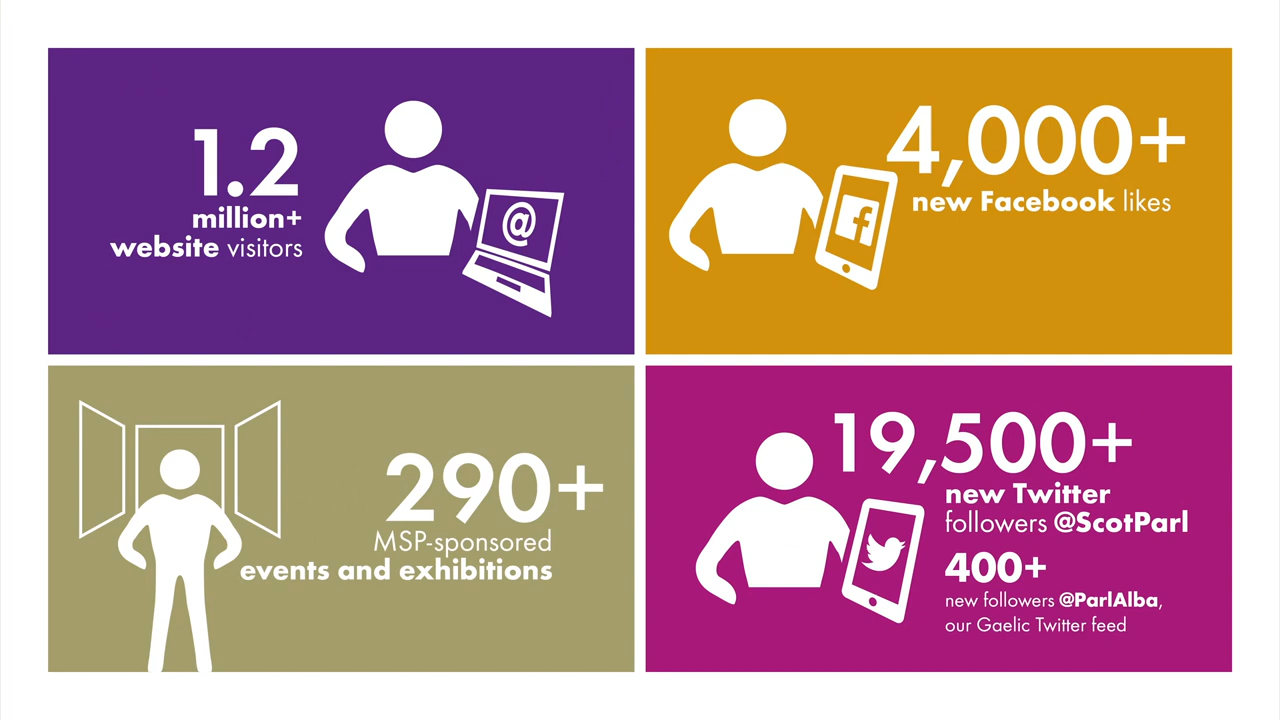 1.2
million+
website visitors
@
4,000+
new Facebook likes
f
290+
MSP-sponsored
events and exhibitions
19,500+
new Twitter
followers @ScotParl
400+
new followers @ParlAlba,
our Gaelic Twitter feed